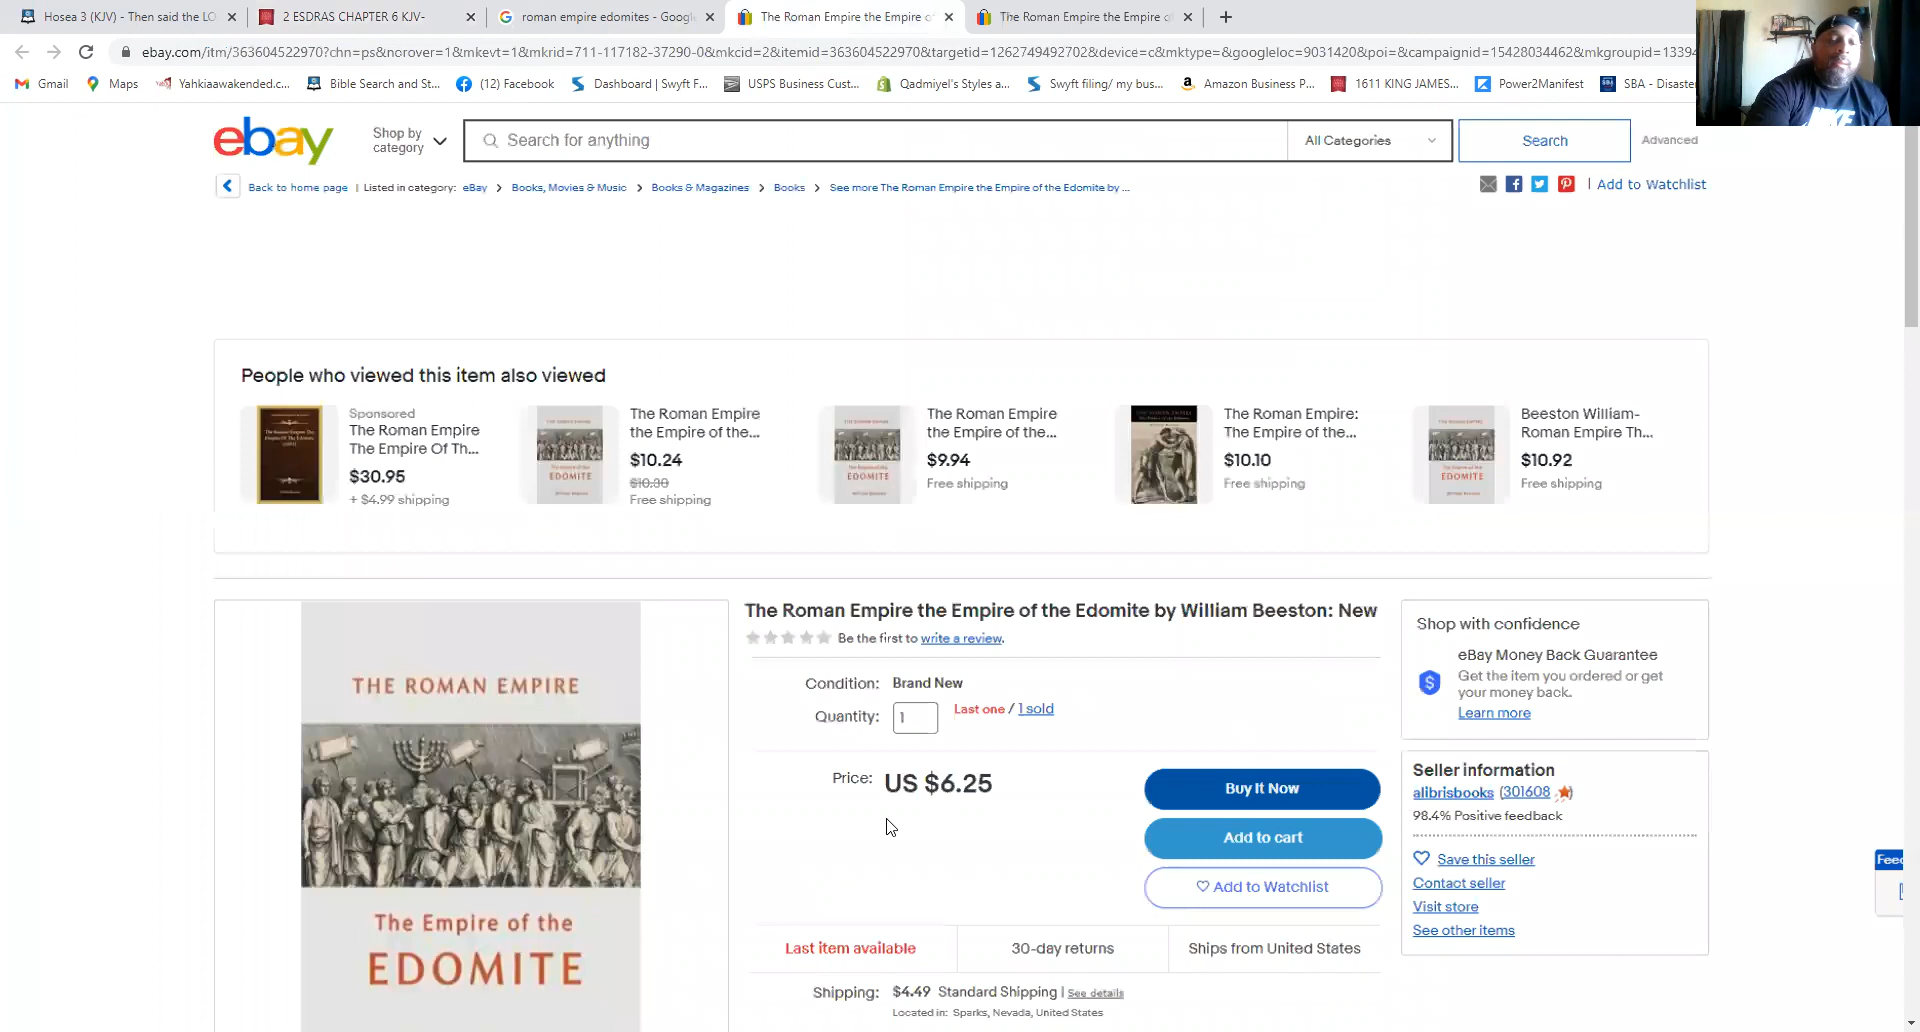 Hosea 3 (KJV) - Then said the LO
2 ESDRAS CHAPTER 6 KJV-
roman empire edomites - Googl
The Roman Empire the Empire o
The Roman Empire the Empire o
ebay.com/itm/363604522970?chn=ps&norover=1&mkevt=1&mkrid=711-117182-37290-0&mkcid=2&itemid=363604522970&targetid=1262749492702&device=c&mktype=&googleloc=9031420&poi=&campaignid=15428034462&mkgroupid=1339
Gmail
Maps
Yahkiaawakended.c...
Bible Search and St...
(12) Facebook
Dashboard | Swyft F...
USPS Business Cust...
Qadmiyel's Styles a...
Swyft filing/ my bus...
Amazon Business P...
1611 KING JAMES...
Power2Manifest
SBA - Disaste
NIKE
ebay
Shop by
category
Search for anything
All Categories
Search
Advanced
Back to home page | Listed in category: eBay > Books, Movies & Music > Books & Magazines > Books > See more The Roman Empire the Empire of the Edomite by ...
| Add to Watchlist
People who viewed this item also viewed
Sponsored
The Roman Empire
The Empire Of Th...
$30.95
+ $4.99 shipping
The Roman Empire
the Empire of the...
$10.24
$10.30
Free shipping
The Roman Empire
the Empire of the...
$9.94
Free shipping
The Roman Empire:
The Empire of the...
$10.10
Free shipping
Beeston William-
Roman Empire Th...
$10.92
Free shipping
THE ROMAN EMPIRE
The Empire of the
EDOMITE
The Roman Empire the Empire of the Edomite by William Beeston: New
Be the first to write a review.
Condition: Brand New
Quantity: 1 Last one / 1 sold
Price: US $6.25
Buy It Now
Add to cart
Add to Watchlist
Last item available
30-day returns
Ships from United States
Shipping: $4.49 Standard Shipping | See details
Located in: Sparks, Nevada, United States
Shop with confidence
eBay Money Back Guarantee
Get the item you ordered or get
your money back.
Learn more
Seller information
alibrisbooks (301608)
98.4% Positive feedback
Save this seller
Contact seller
Visit store
See other items
Feec